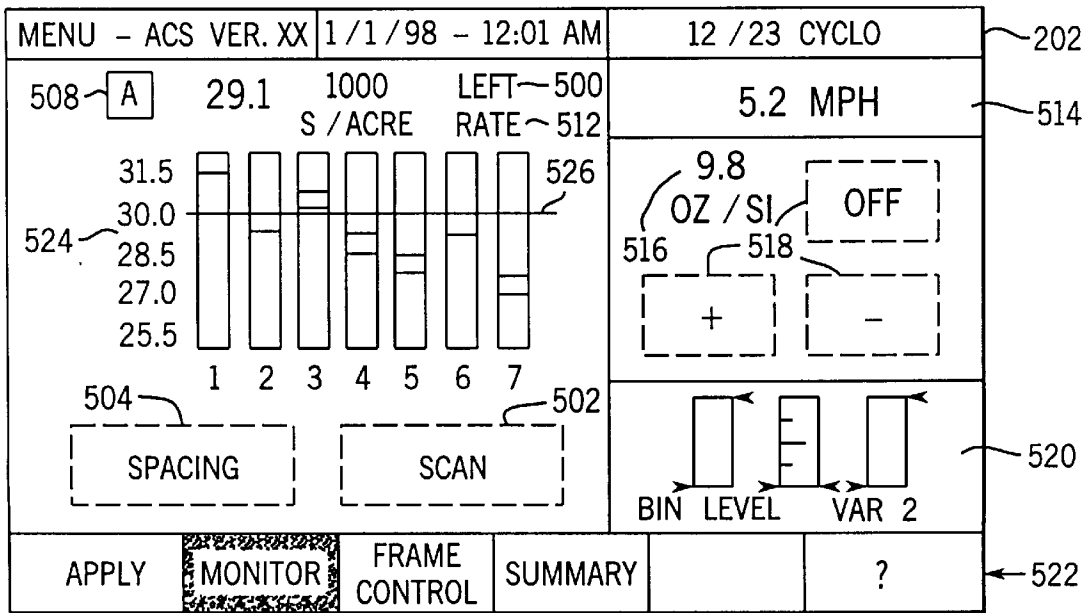 MENU - ACS VER. XX 1/1/98 - 12:01 AM 12/23 CYCLO 202
508 A 29.1 1000 S/ACRE LEFT 500
RATE 512
5.2 MPH 514
31.5
30.0
28.5
27.0
25.5
524
526
1 2 3 4 5 6 7
9.8
OZ/SI
516
518
OFF
+ -
504
SPACING
502
SCAN
BIN LEVEL VAR 2
520
APPLY MONITOR FRAME CONTROL SUMMARY ? 522